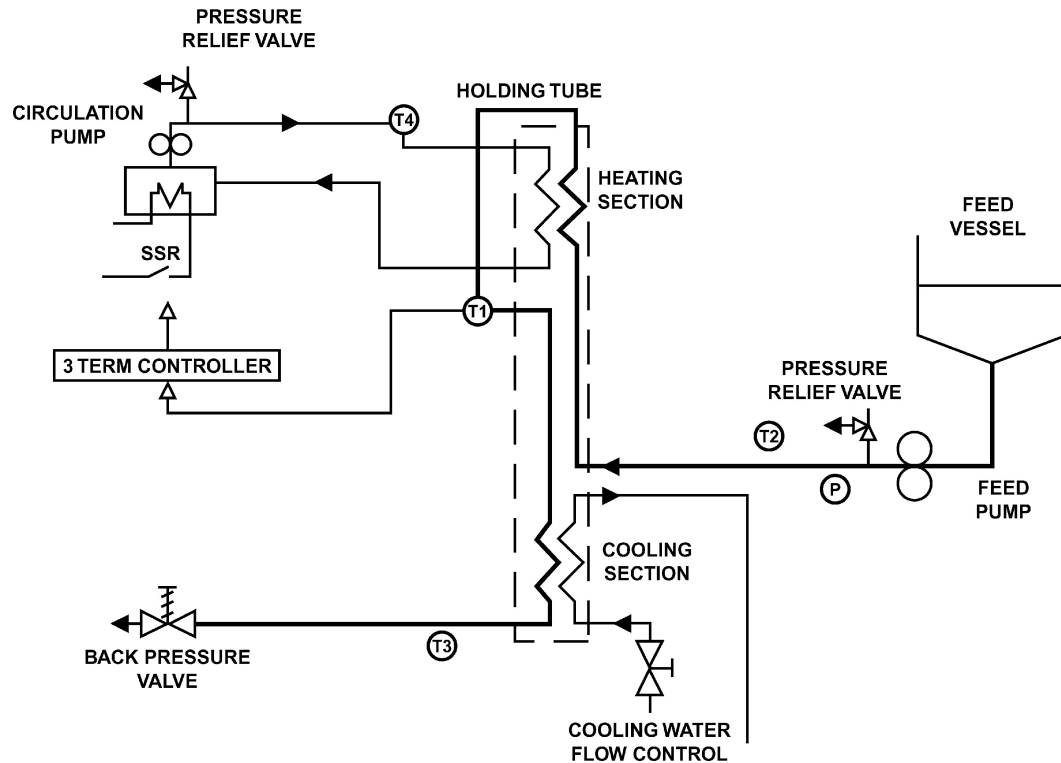 PRESSURE
RELIEF VALVE
CIRCULATION
PUMP
T4
HOLDING TUBE
HEATING
SECTION
FEED
VESSEL
SSR
T1
3 TERM CONTROLLER
PRESSURE
RELIEF VALVE
T2
P
FEED
PUMP
COOLING
SECTION
T3
BACK PRESSURE
VALVE
COOLING WATER
FLOW CONTROL